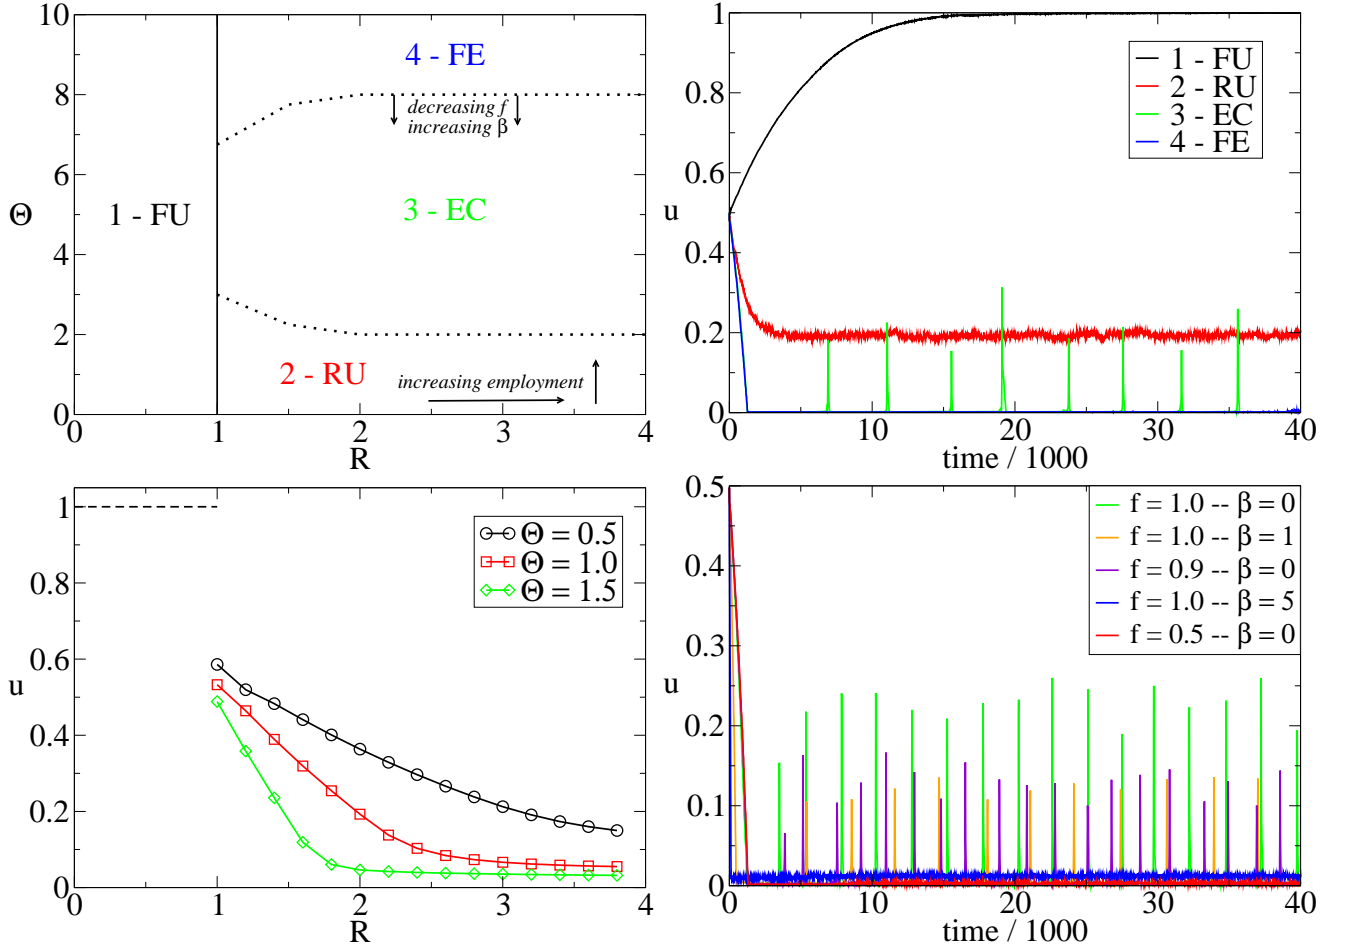 10
8
6
4
2
0
Θ
4 - FE
decreasing f
increasing β
1 - FU
3 - EC
2 - RU
increasing employment
0
1
2
3
4
R
1
0.8
0.6
0.4
0.2
0
u
1 - FU
2 - RU
3 - EC
4 - FE
0
10
20
30
40
time / 1000
1
0.8
0.6
0.4
0.2
0
u
Θ = 0.5
Θ = 1.0
Θ = 1.5
0
1
2
3
4
R
0.5
0.4
0.3
0.2
0.1
0
u
f = 1.0 -- β = 0
f = 1.0 -- β = 1
f = 0.9 -- β = 0
f = 1.0 -- β = 5
f = 0.5 -- β = 0
0
10
20
30
40
time / 1000